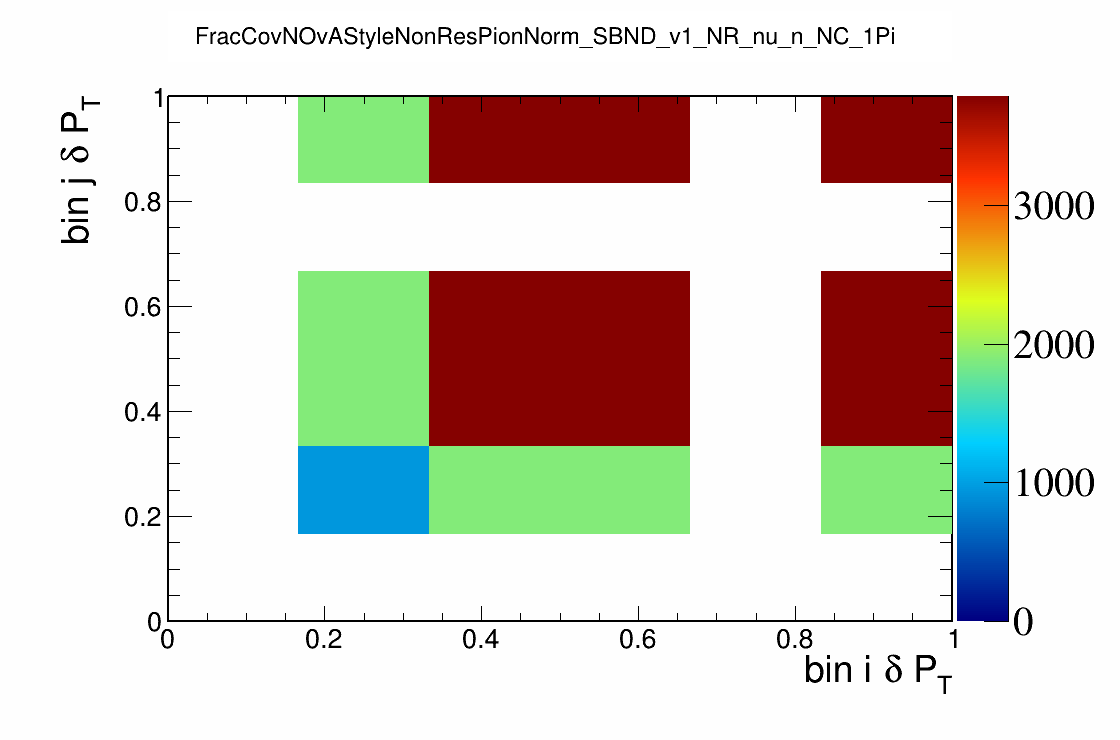 FracCovNOvAStyleNonResPionNorm_SBND_v1_NR_nu_n_NC_1Pi
bin j δ P_T
1
0.8
0.6
0.4
0.2
0
0 0.2 0.4 0.6 0.8 1
bin i δ P_T
3000
2000
1000
0